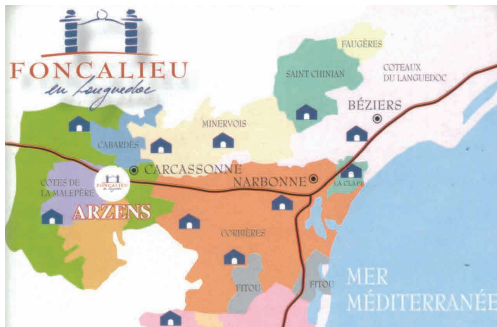 FONCALIEU
en Languedoc
FAUGÈRES
SAINT CHINIAN
COTEAUX
DU LANGUEDOC
BÉZIERS
MINERVOIS
CABARDÈS
CARCASSONNE
NARBONNE
LA CLAPE
COTES DE
LA MALEPÈRE
FONCALIEU
ARZENS
CORBIÈRES
FITOU
FITOU
MER
MÉDITERRANÉE